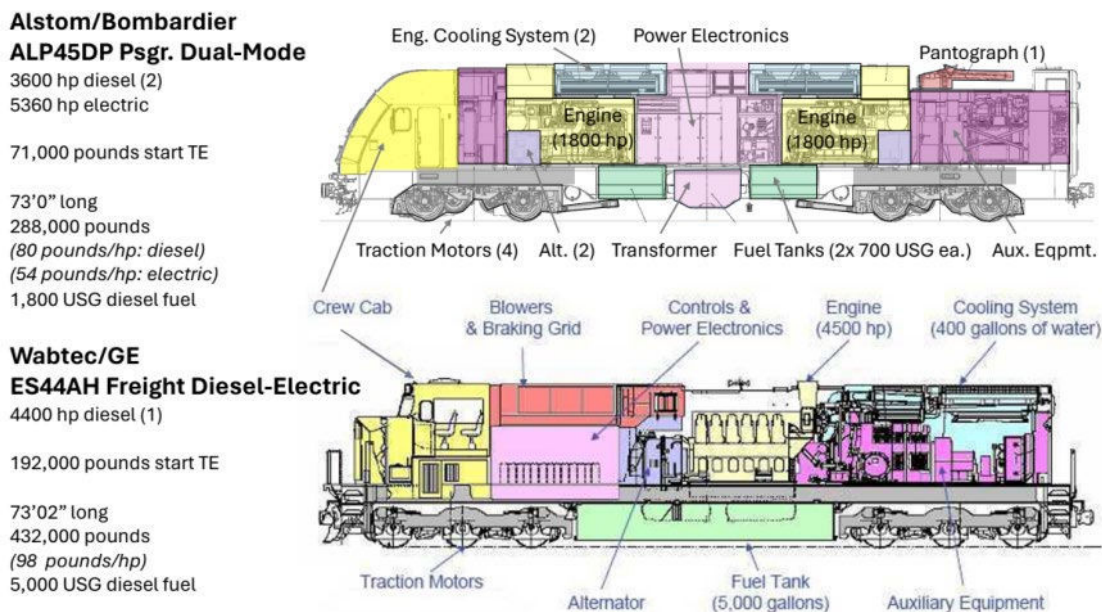 Alstom/Bombardier
ALP45DP Psgr. Dual-Mode
3600 hp diesel (2)
5360 hp electric
71,000 pounds start TE
73’0” long
288,000 pounds
(80 pounds/hp: diesel)
(54 pounds/hp: electric)
1,800 USG diesel fuel
Eng. Cooling System (2)
Power Electronics
Pantograph (1)
Engine
(1800 hp)
Engine
(1800 hp)
Traction Motors (4)
Alt. (2)
Transformer
Fuel Tanks (2x 700 USG ea.)
Aux. Eqpmt.
Wabtec/GE
ES44AH Freight Diesel-Electric
4400 hp diesel (1)
192,000 pounds start TE
73’02” long
432,000 pounds
(98 pounds/hp)
5,000 USG diesel fuel
Crew Cab
Blowers
& Braking Grid
Controls &
Power Electronics
Engine
(4500 hp)
Cooling System
(400 gallons of water)
Traction Motors
Alternator
Fuel Tank
(5,000 gallons)
Auxiliary Equipment